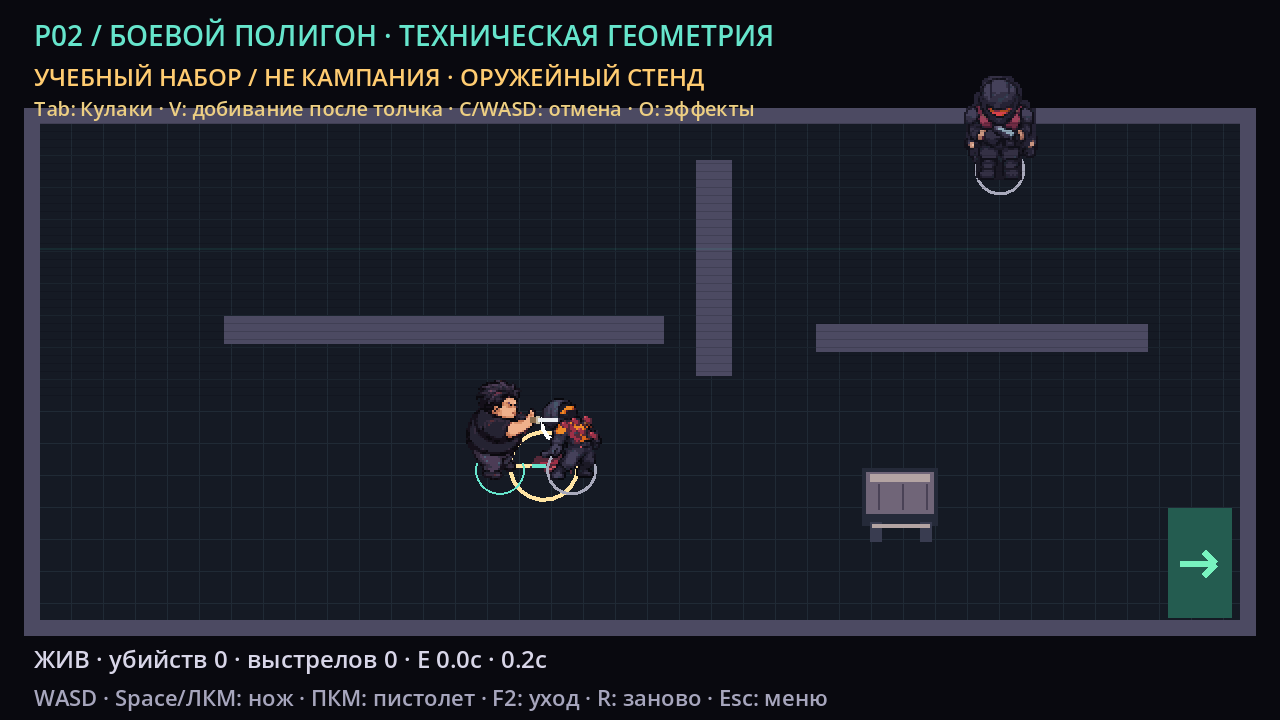 P02 / БОЕВОЙ ПОЛИГОН · ТЕХНИЧЕСКАЯ ГЕОМЕТРИЯ
УЧЕБНЫЙ НАБОР / НЕ КАМПАНИЯ · ОРУЖЕЙНЫЙ СТЕНД
Tab: Кулаки · V: добивание после толчка · C/WASD: отмена · O: эффекты
ЖИВ · убийств 0 · выстрелов 0 · E 0.0с · 0.2с
WASD · Space/ЛКМ: нож · ПКМ: пистолет · F2: уход · R: заново · Esc: меню